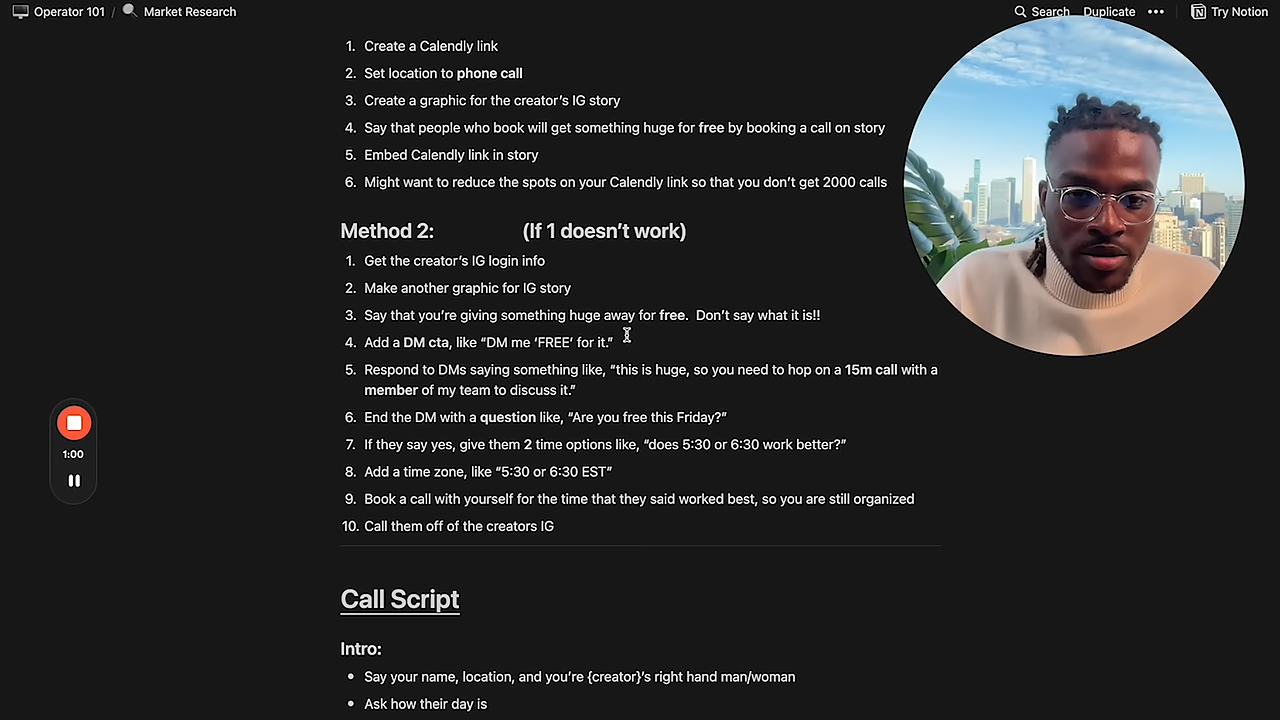 Operator 101 / Market Research
Search Duplicate ••• Try Notion
1. Create a Calendly link
2. Set location to phone call
3. Create a graphic for the creator’s IG story
4. Say that people who book will get something huge for free by booking a call on story
5. Embed Calendly link in story
6. Might want to reduce the spots on your Calendly link so that you don’t get 2000 calls
Method 2: (If 1 doesn’t work)
1. Get the creator’s IG login info
2. Make another graphic for IG story
3. Say that you’re giving something huge away for free. Don’t say what it is!!
4. Add a DM cta, like “DM me ‘FREE’ for it.”
5. Respond to DMs saying something like, “this is huge, so you need to hop on a 15m call with a
member of my team to discuss it.”
6. End the DM with a question like, “Are you free this Friday?”
7. If they say yes, give them 2 time options like, “does 5:30 or 6:30 work better?”
8. Add a time zone, like “5:30 or 6:30 EST”
9. Book a call with yourself for the time that they said worked best, so you are still organized
10. Call them off of the creators IG
1:00
Call Script
Intro:
• Say your name, location, and you’re {creator}’s right hand man/woman
• Ask how their day is